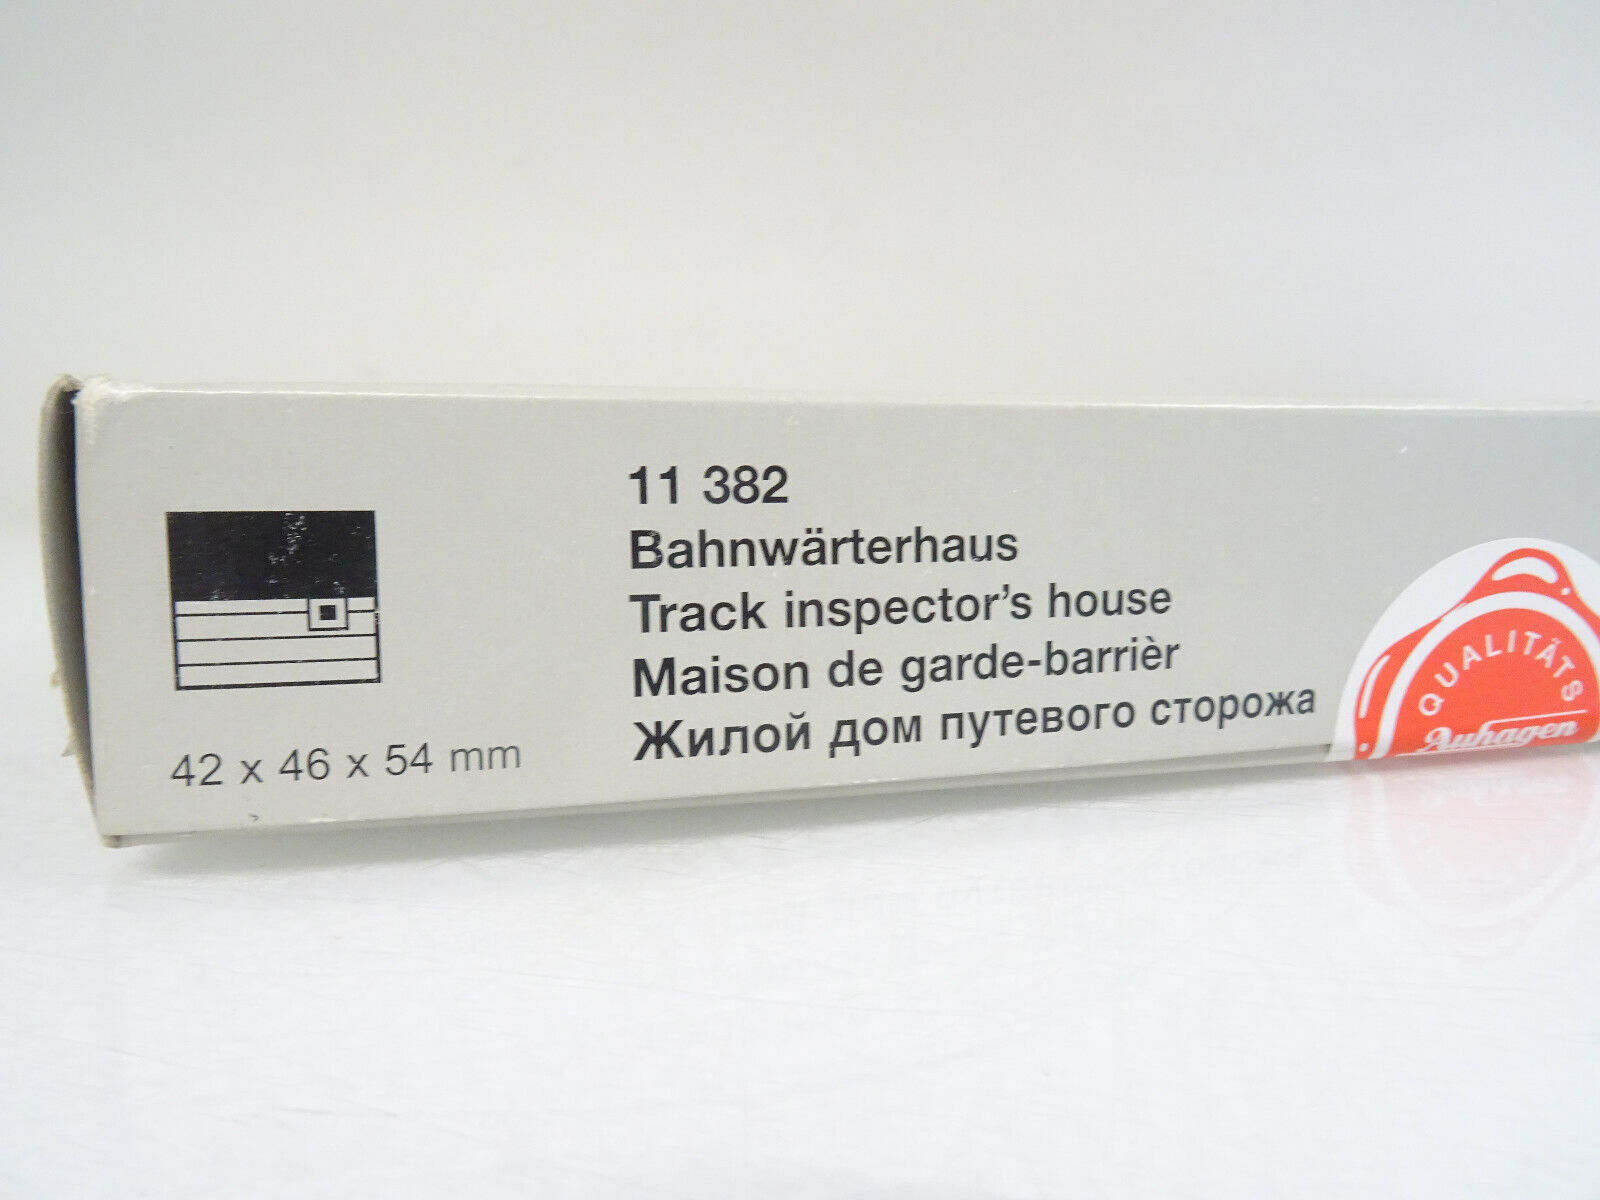 11 382
Bahnwärterhaus
Track inspector's house
Maison de garde-barrièr
Жилой дом путевого сторожа
42 x 46 x 54 mm
QUALITÄTS
Auhagen